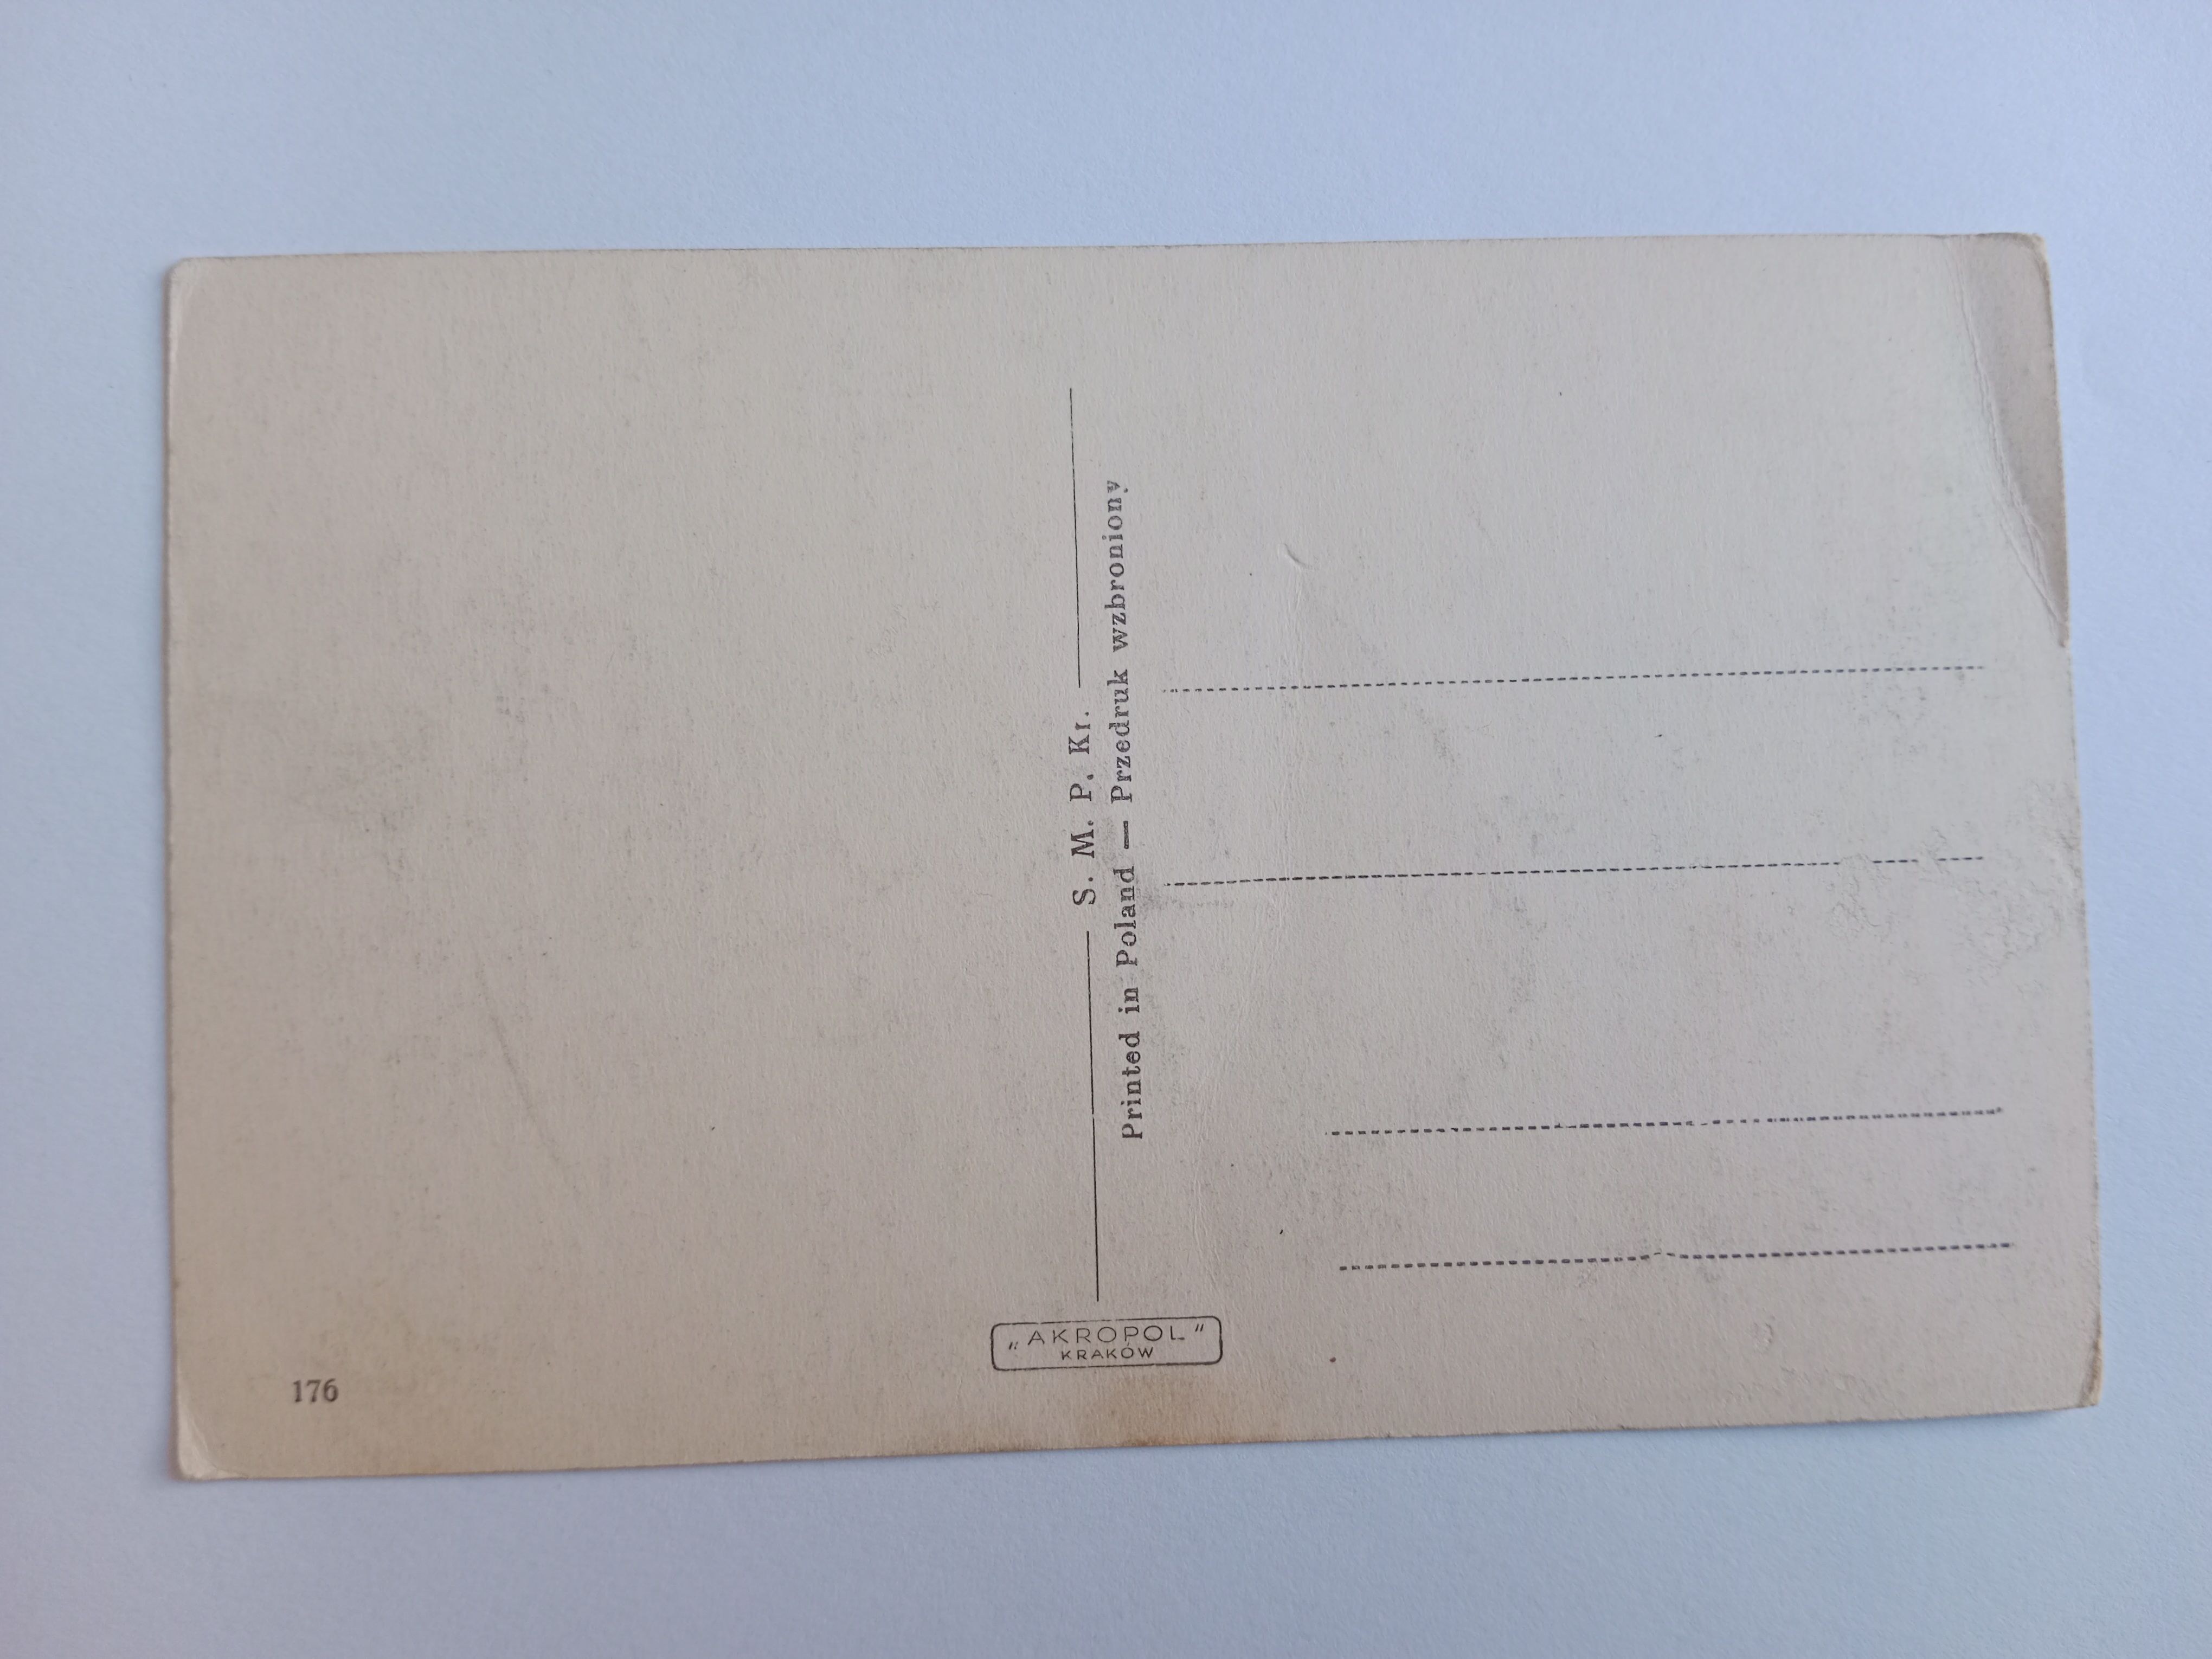 S. M. P. Kr.
Printed in Poland — Przedruk wzbroniony
„AKROPOL"
KRAKÓW
176